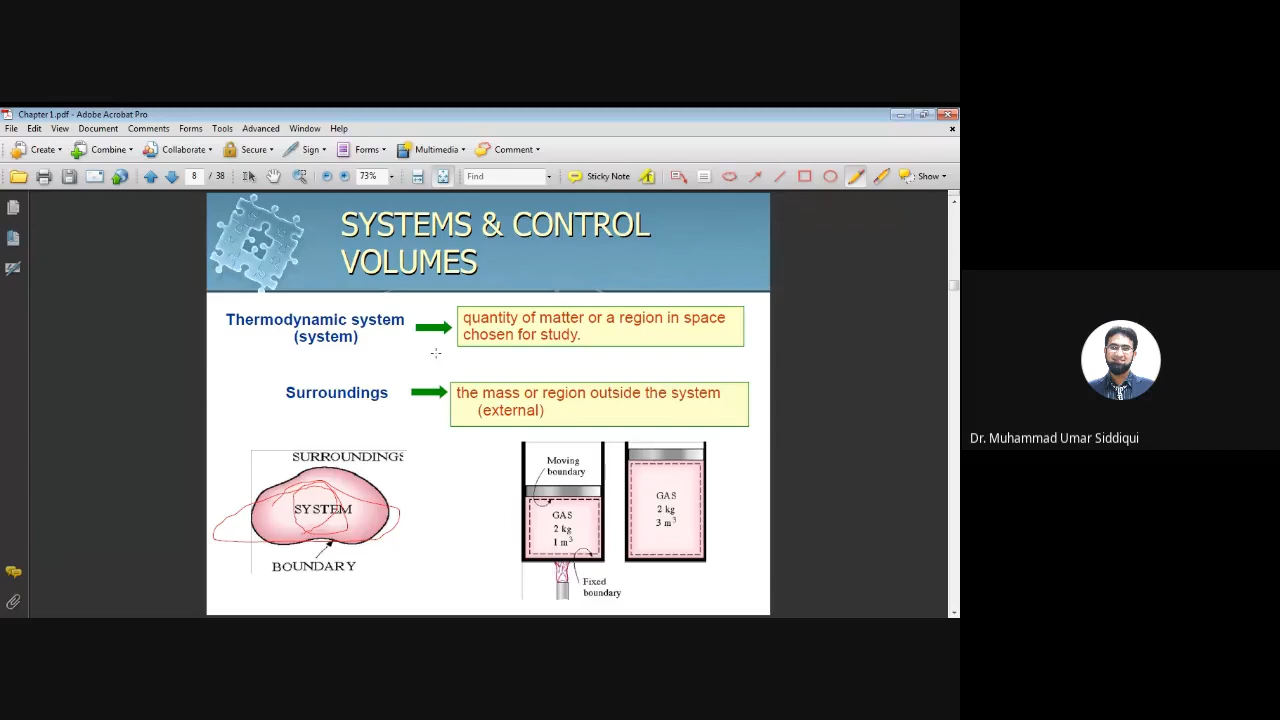 Chapter 1.pdf - Adobe Acrobat Pro
File Edit View Document Comments Forms Tools Advanced Window Help
Create Combine Collaborate Secure Sign Forms Multimedia Comment
8 / 38 73% Find Sticky Note Show
SYSTEMS & CONTROL
VOLUMES
Thermodynamic system
(system)
quantity of matter or a region in space
chosen for study.
Surroundings
the mass or region outside the system
(external)
SURROUNDINGS
SYSTEM
BOUNDARY
Moving
boundary
GAS
2 kg
1 m³
Fixed
boundary
GAS
2 kg
3 m³
Dr. Muhammad Umar Siddiqui